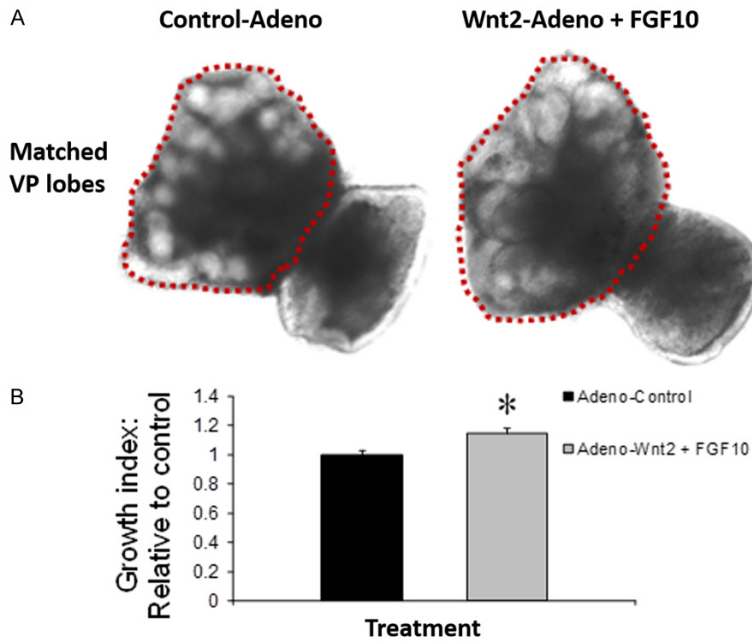 A
Control-Adeno
Wnt2-Adeno + FGF10
Matched
VP lobes
B
Growth index:
Relative to control
1.4
1.2
1
0.8
0.6
0.4
0.2
0
*
Adeno-Control
Adeno-Wnt2 + FGF10
Treatment